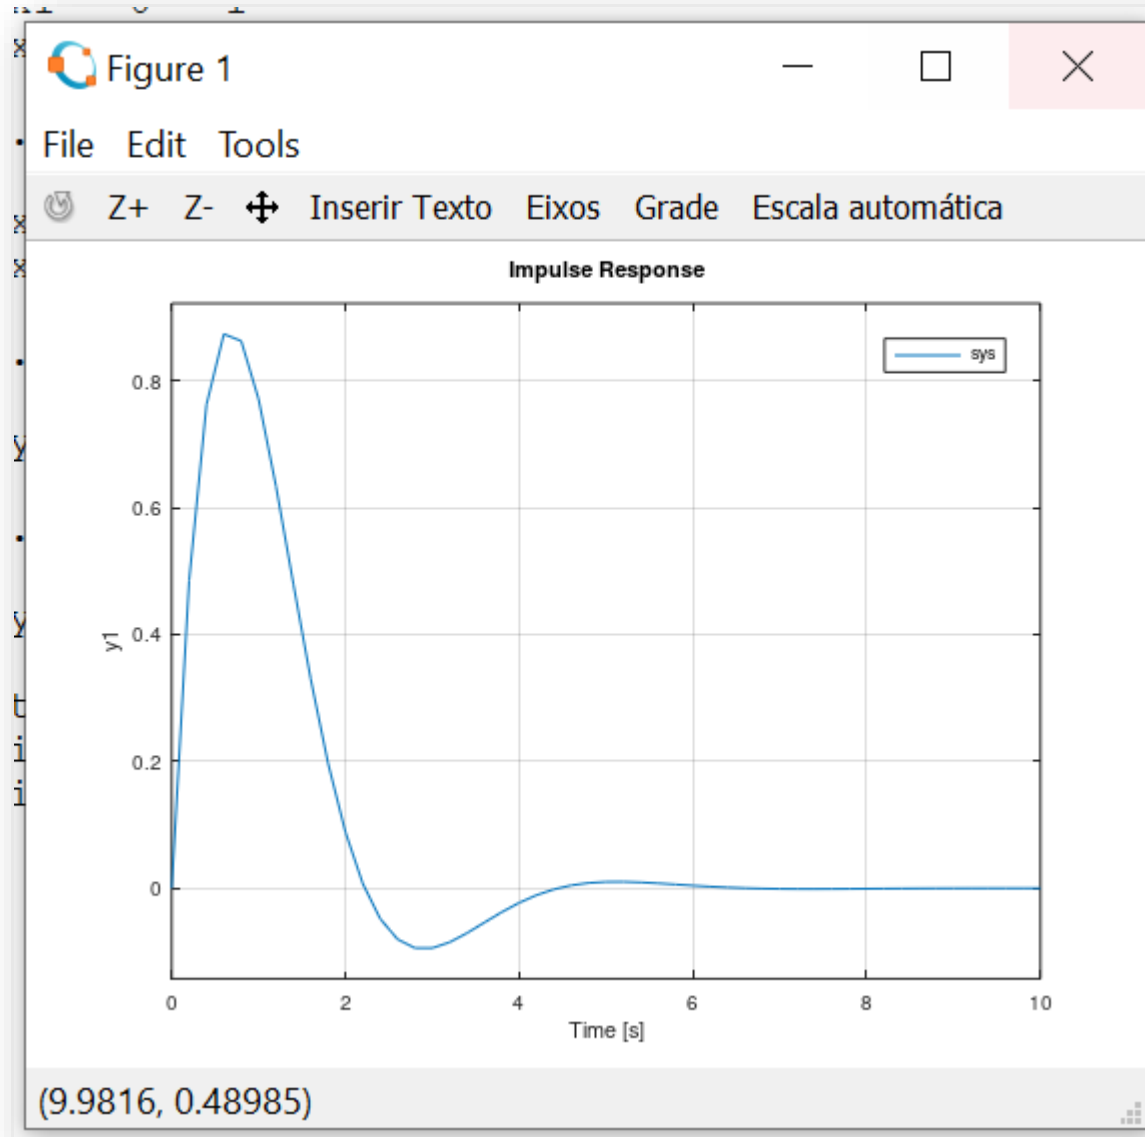 Figure 1
File Edit Tools
Z+ Z- Inserir Texto Eixos Grade Escala automática
Impulse Response
sys
0.8
0.6
0.4
0.2
0
y1
0 2 4 6 8 10
Time [s]
(9.9816, 0.48985)